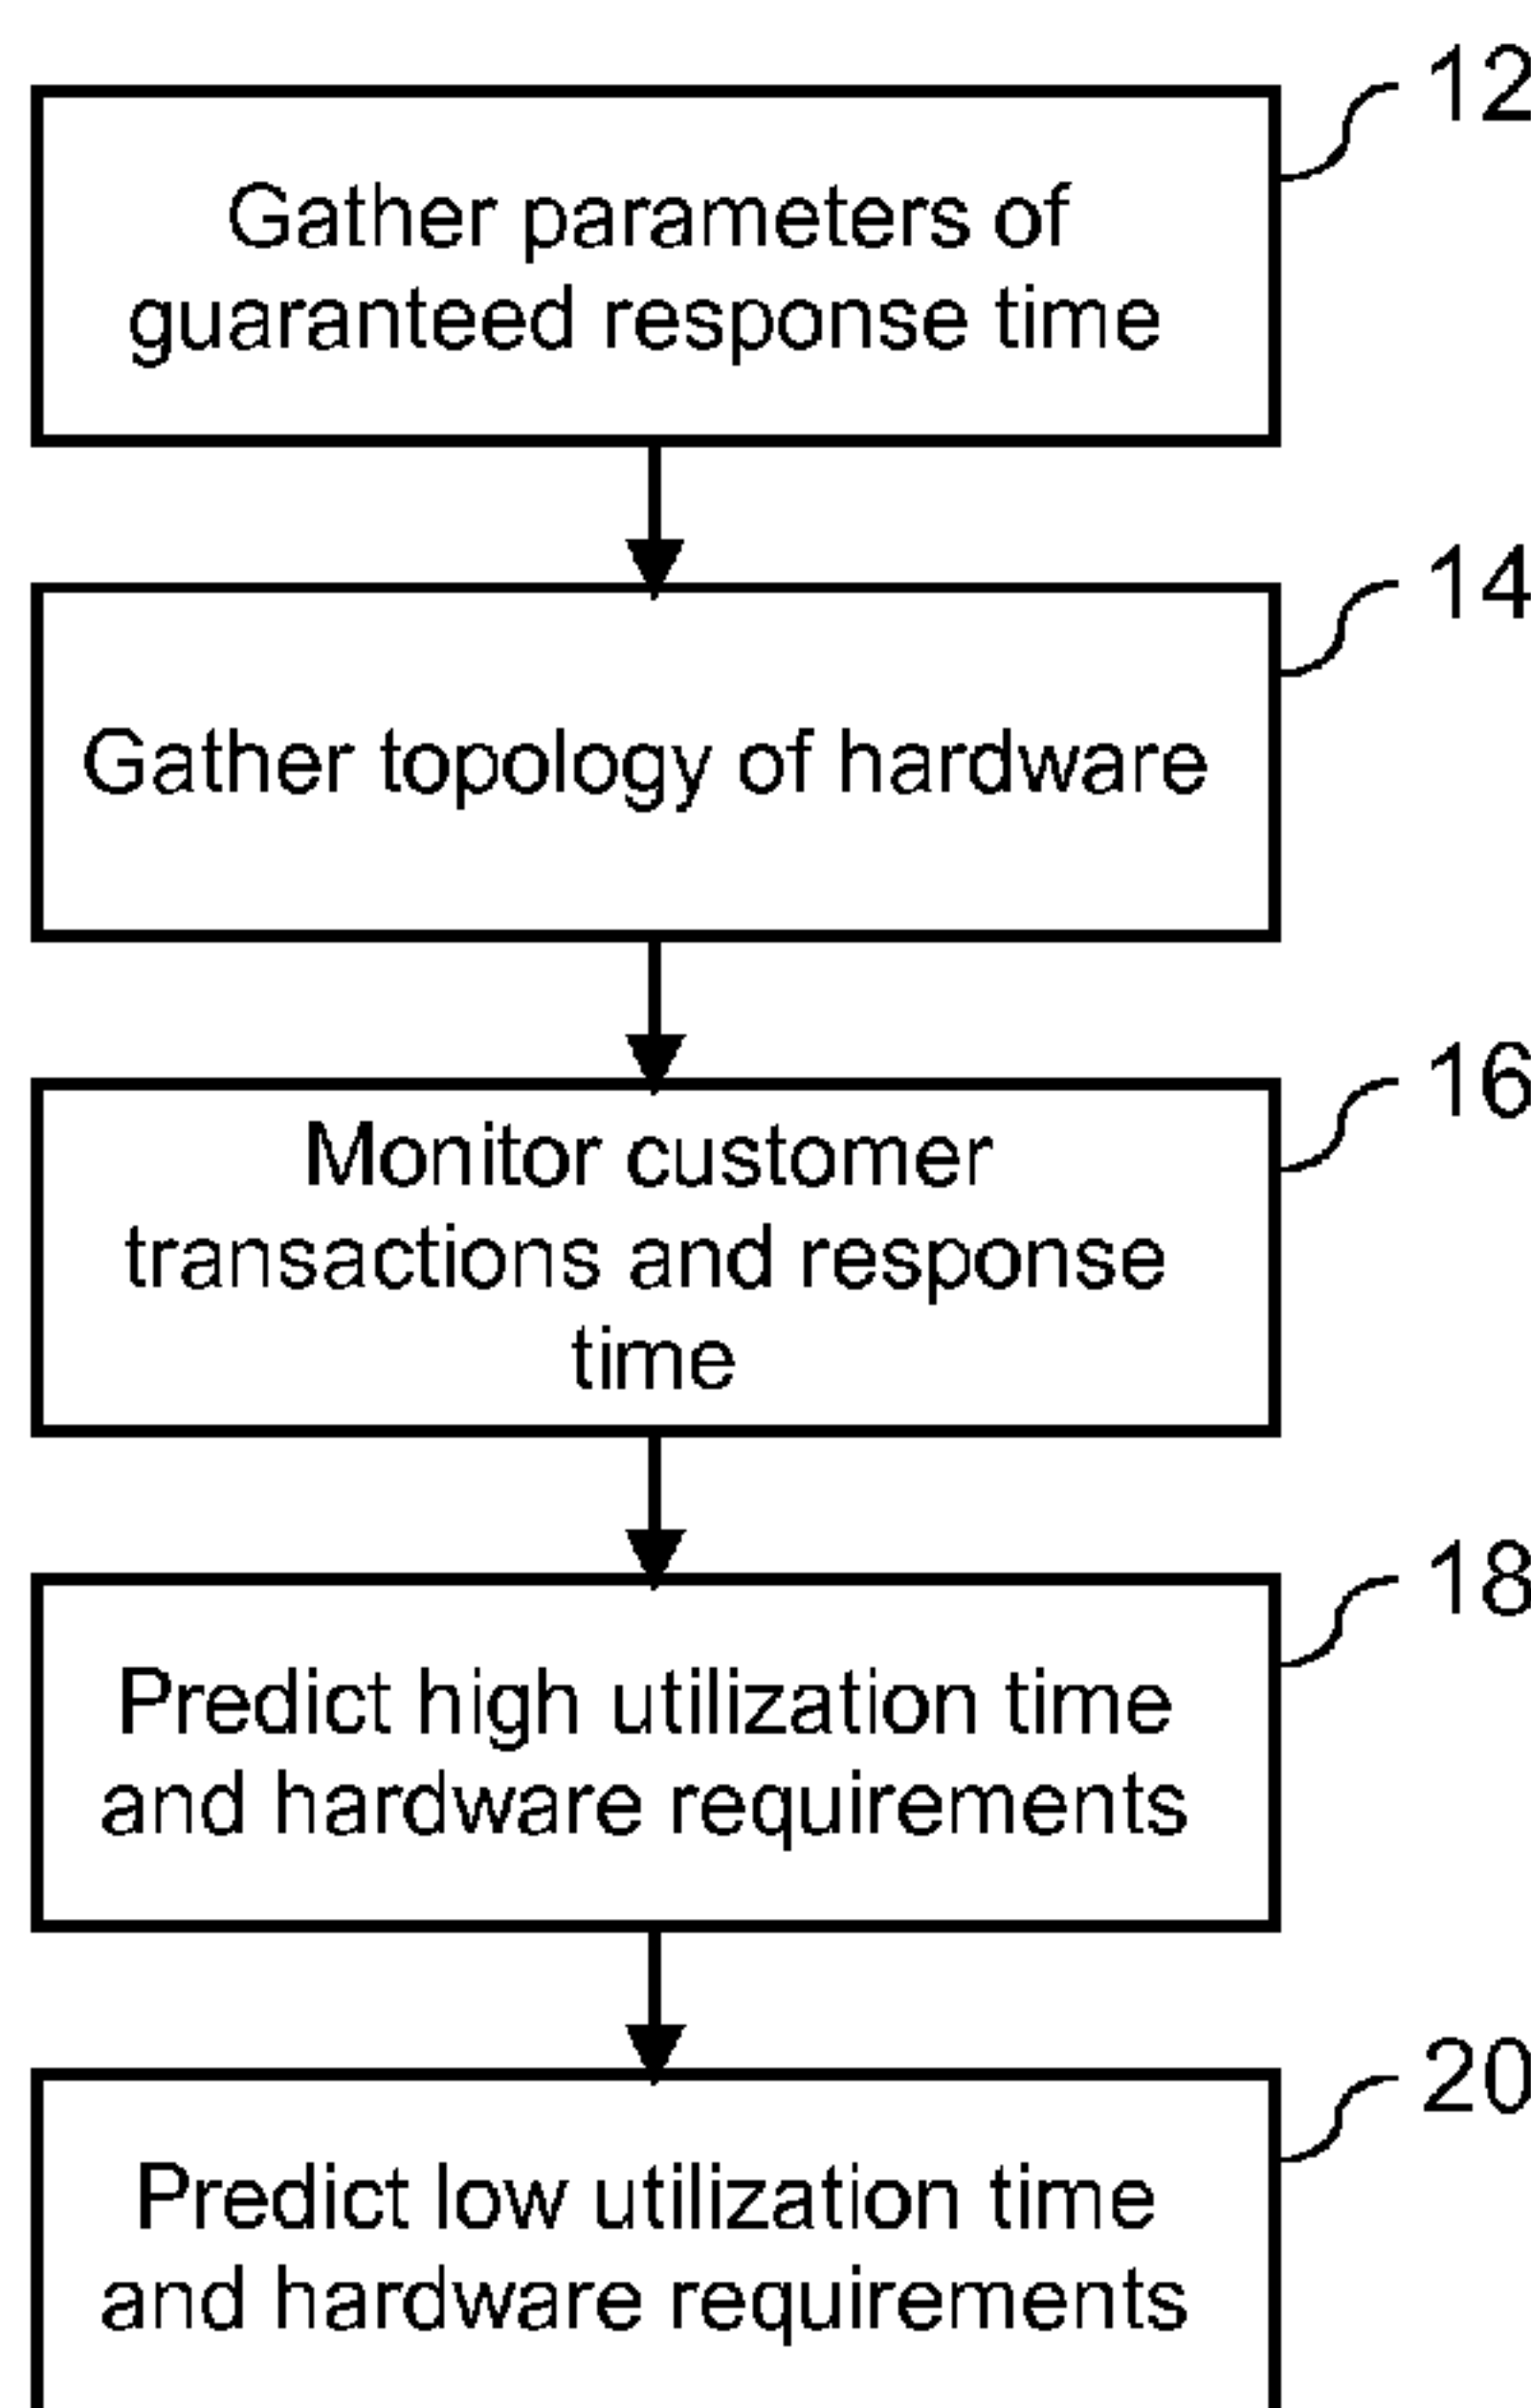 12
Gather parameters of
guaranteed response time
14
Gather topology of hardware
16
Monitor customer
transactions and response
time
18
Predict high utilization time
and hardware requirements
20
Predict low utilization time
and hardware requirements